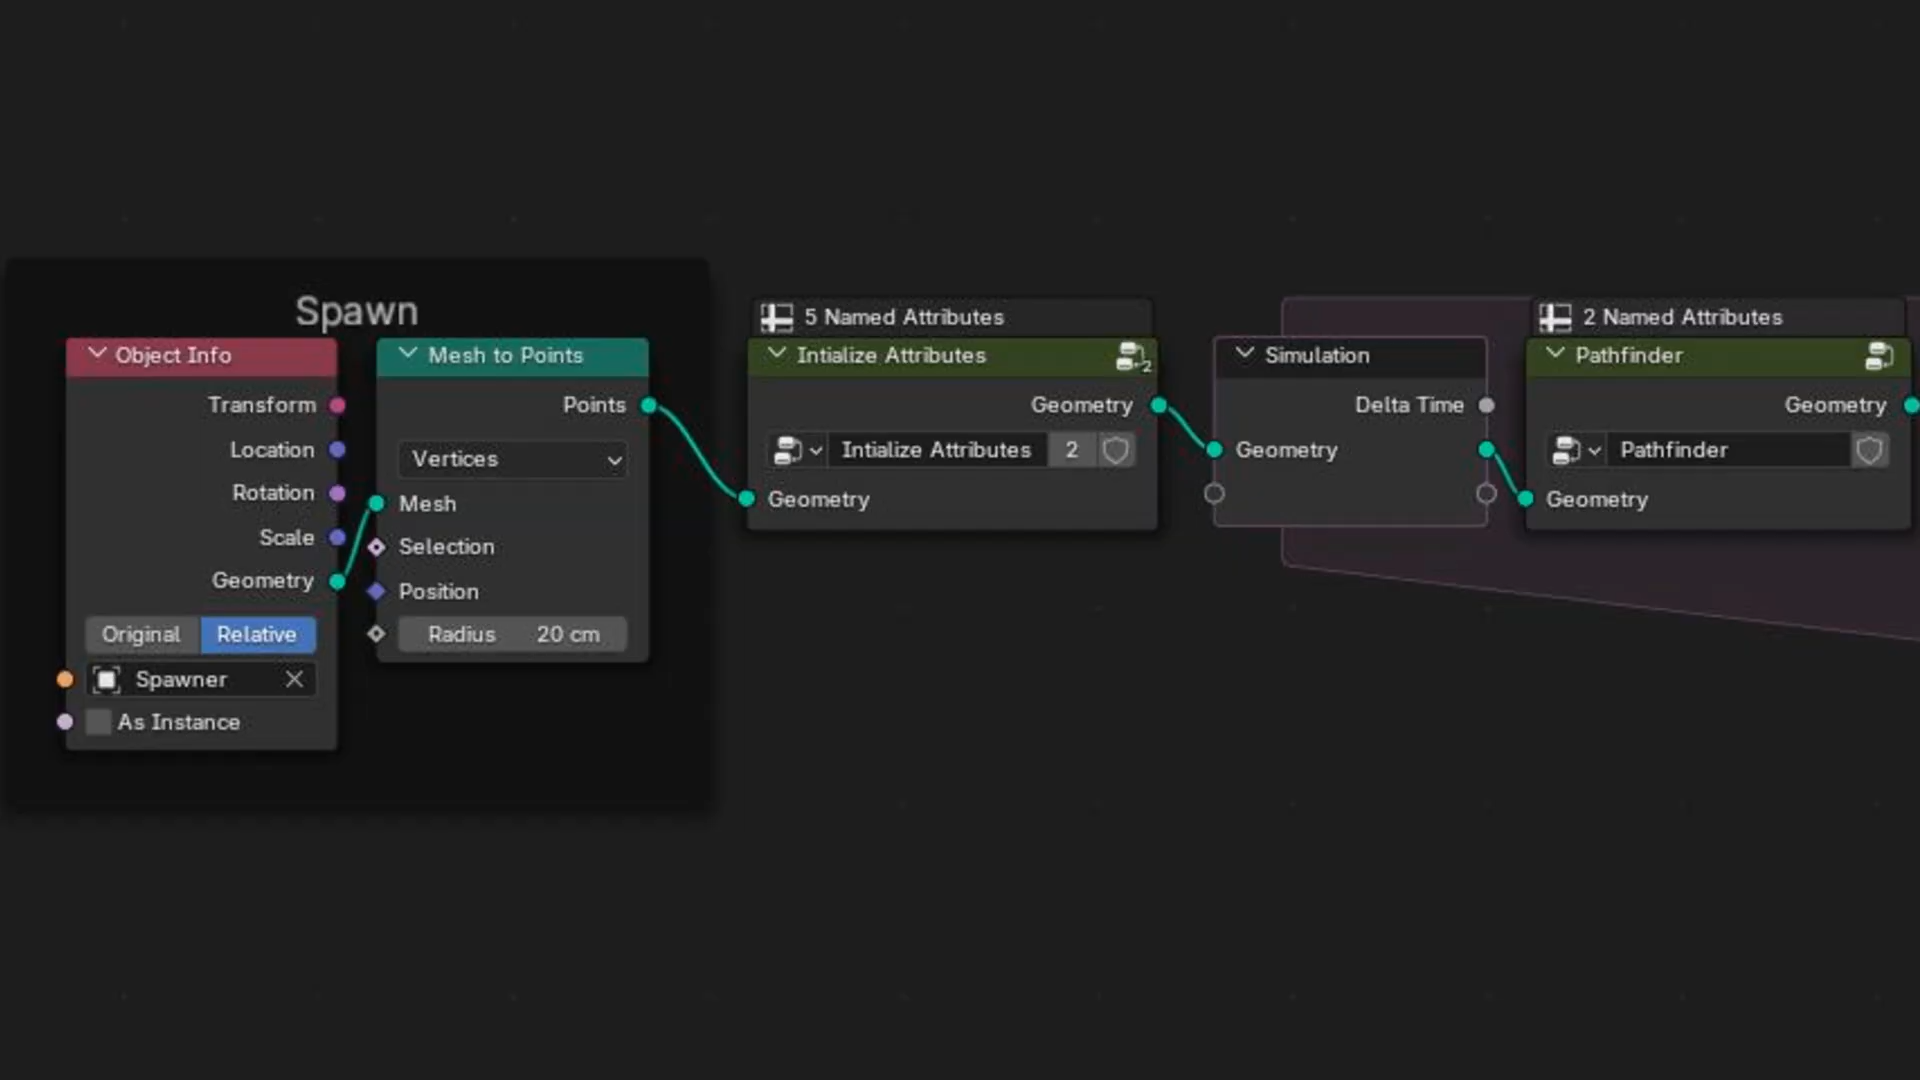 Spawn
Object Info
Transform
Location
Rotation
Scale
Geometry
Original Relative
Spawner
As Instance
Mesh to Points
Points
Vertices
Mesh
Selection
Position
Radius 20 cm
5 Named Attributes
Intialize Attributes 2
Geometry
Intialize Attributes 2
Geometry
Simulation
Delta Time
Geometry
2 Named Attributes
Pathfinder
Geometry
Pathfinder
Geometry